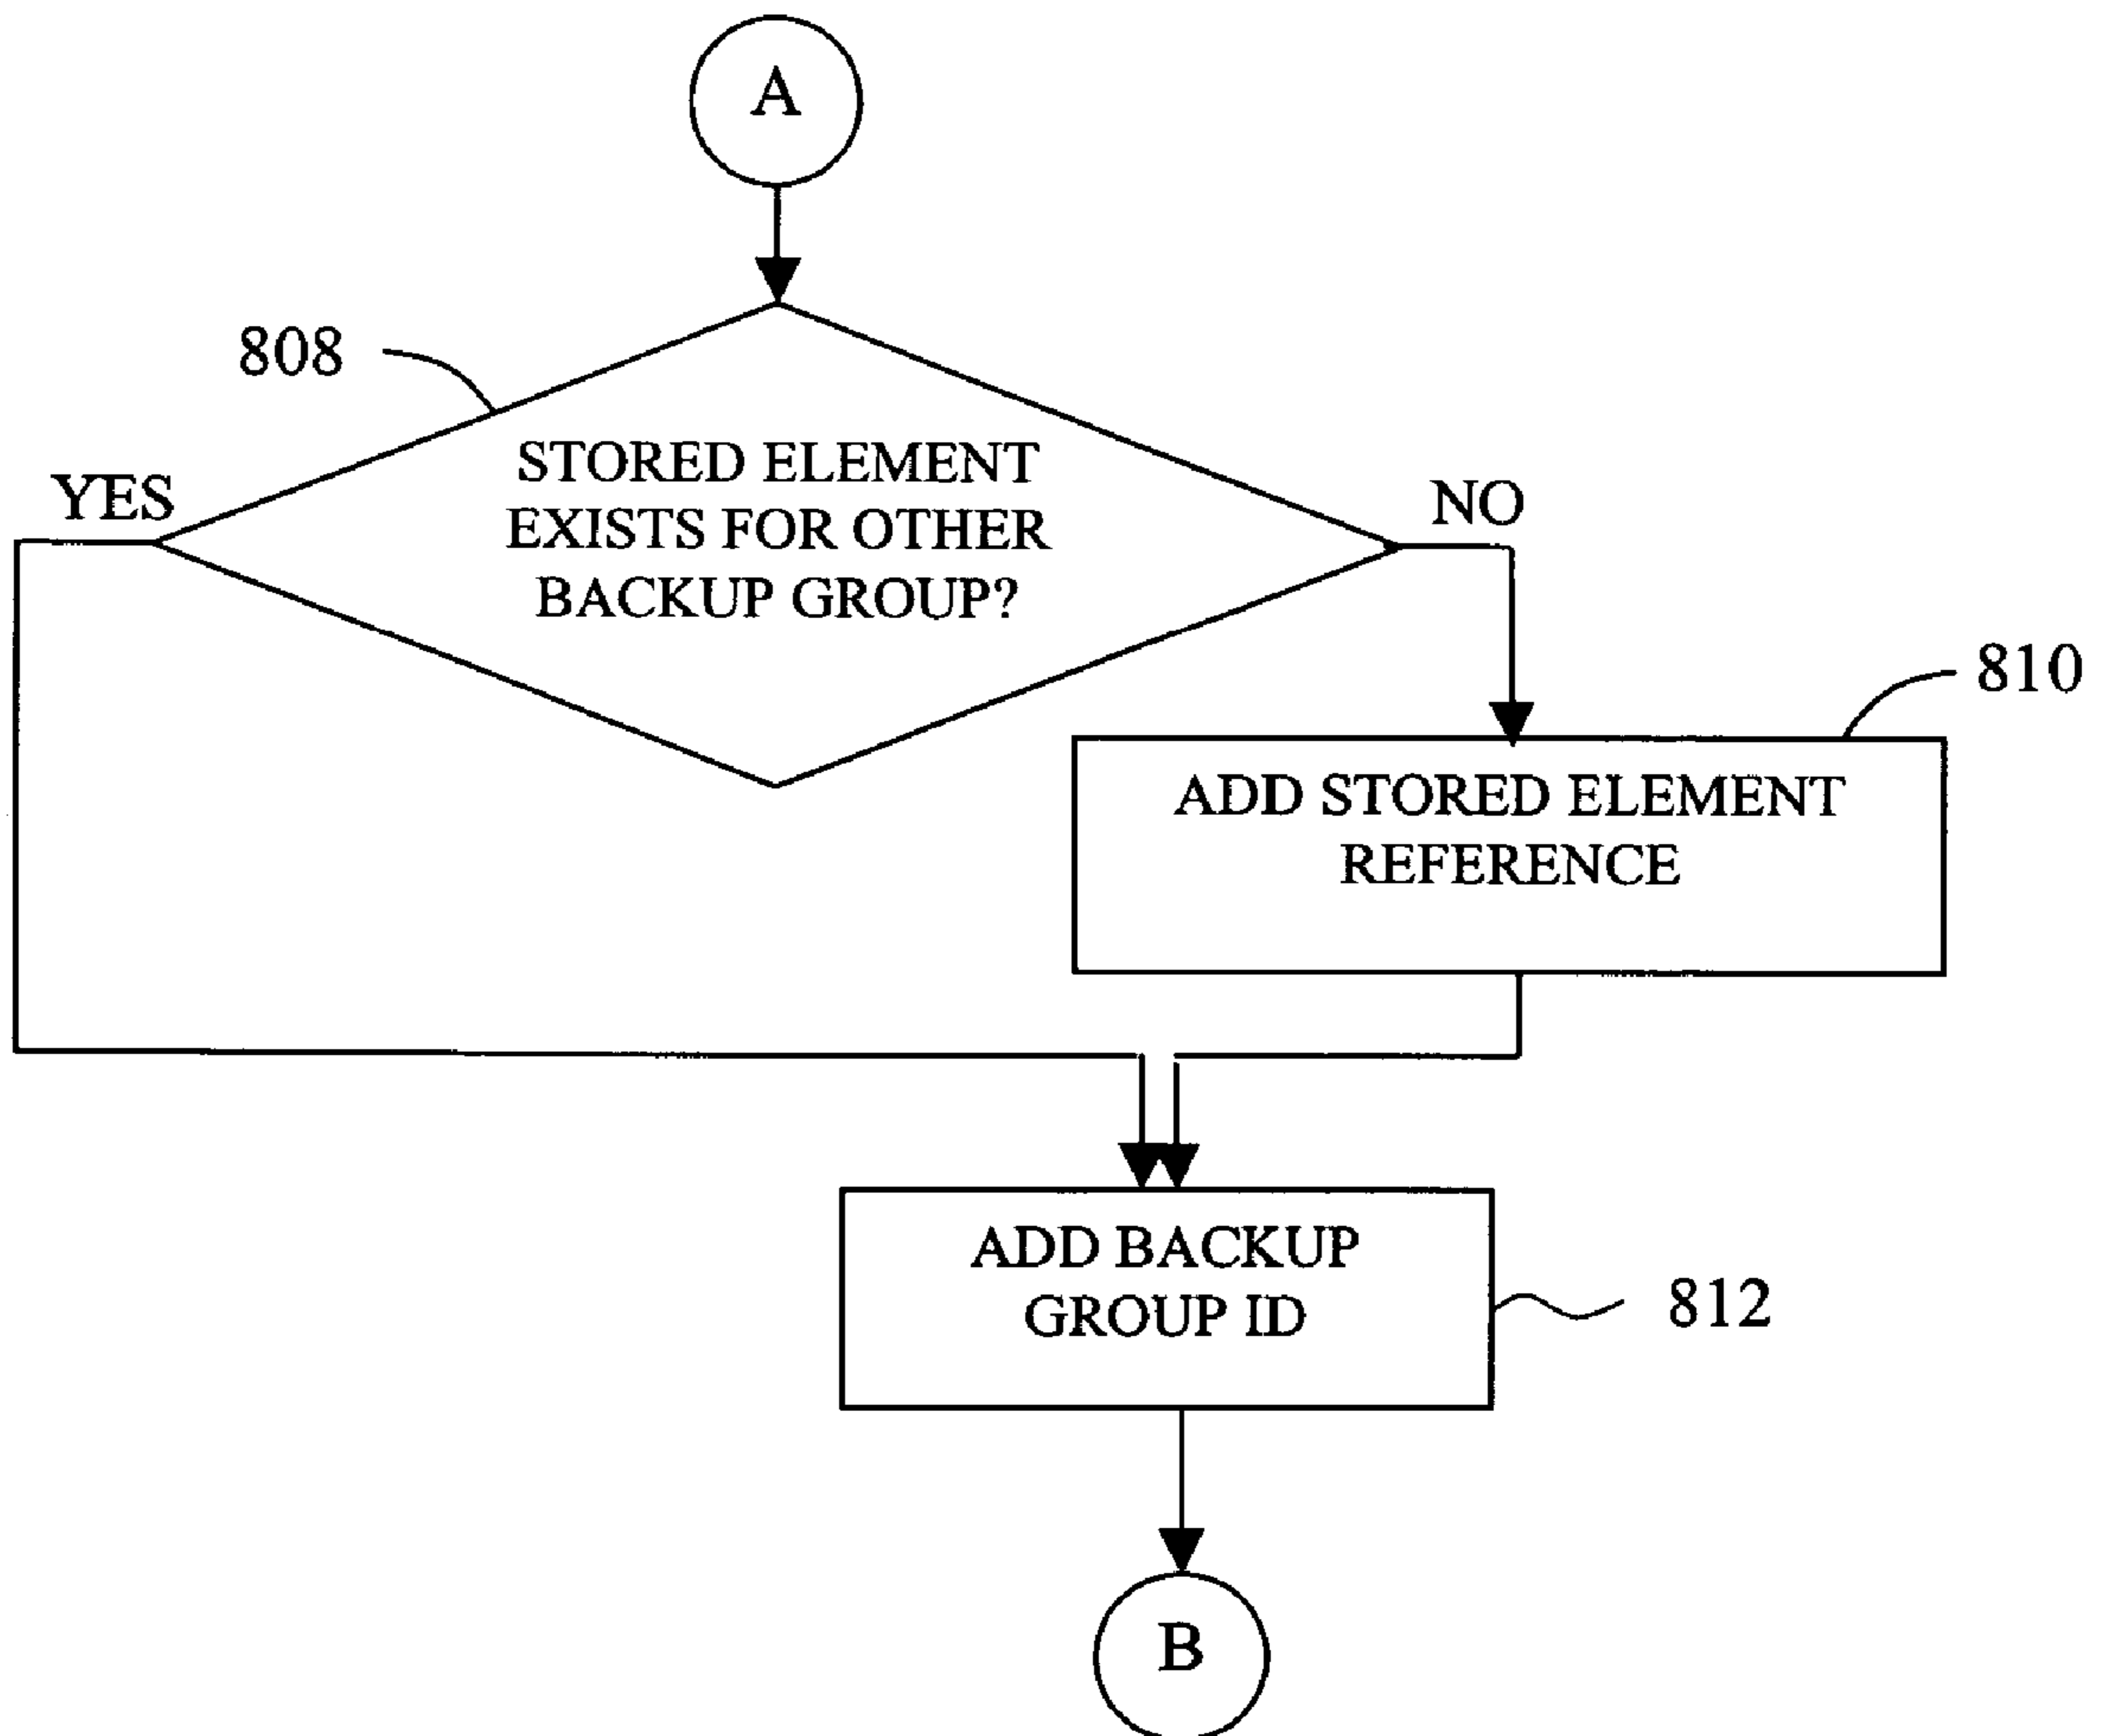 A
808
STORED ELEMENT
EXISTS FOR OTHER
BACKUP GROUP?
YES
NO
810
ADD STORED ELEMENT
REFERENCE
ADD BACKUP
GROUP ID
812
B